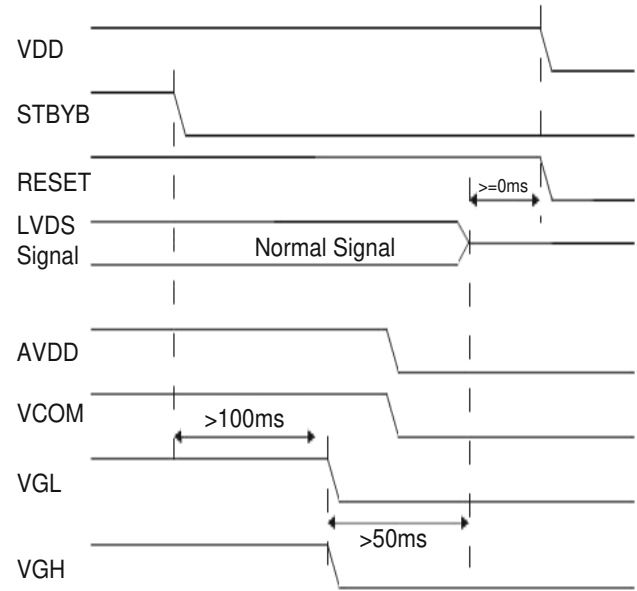 VDD
STBYB
RESET
>=0ms
LVDS
Signal
Normal Signal
AVDD
VCOM
>100ms
VGL
>50ms
VGH